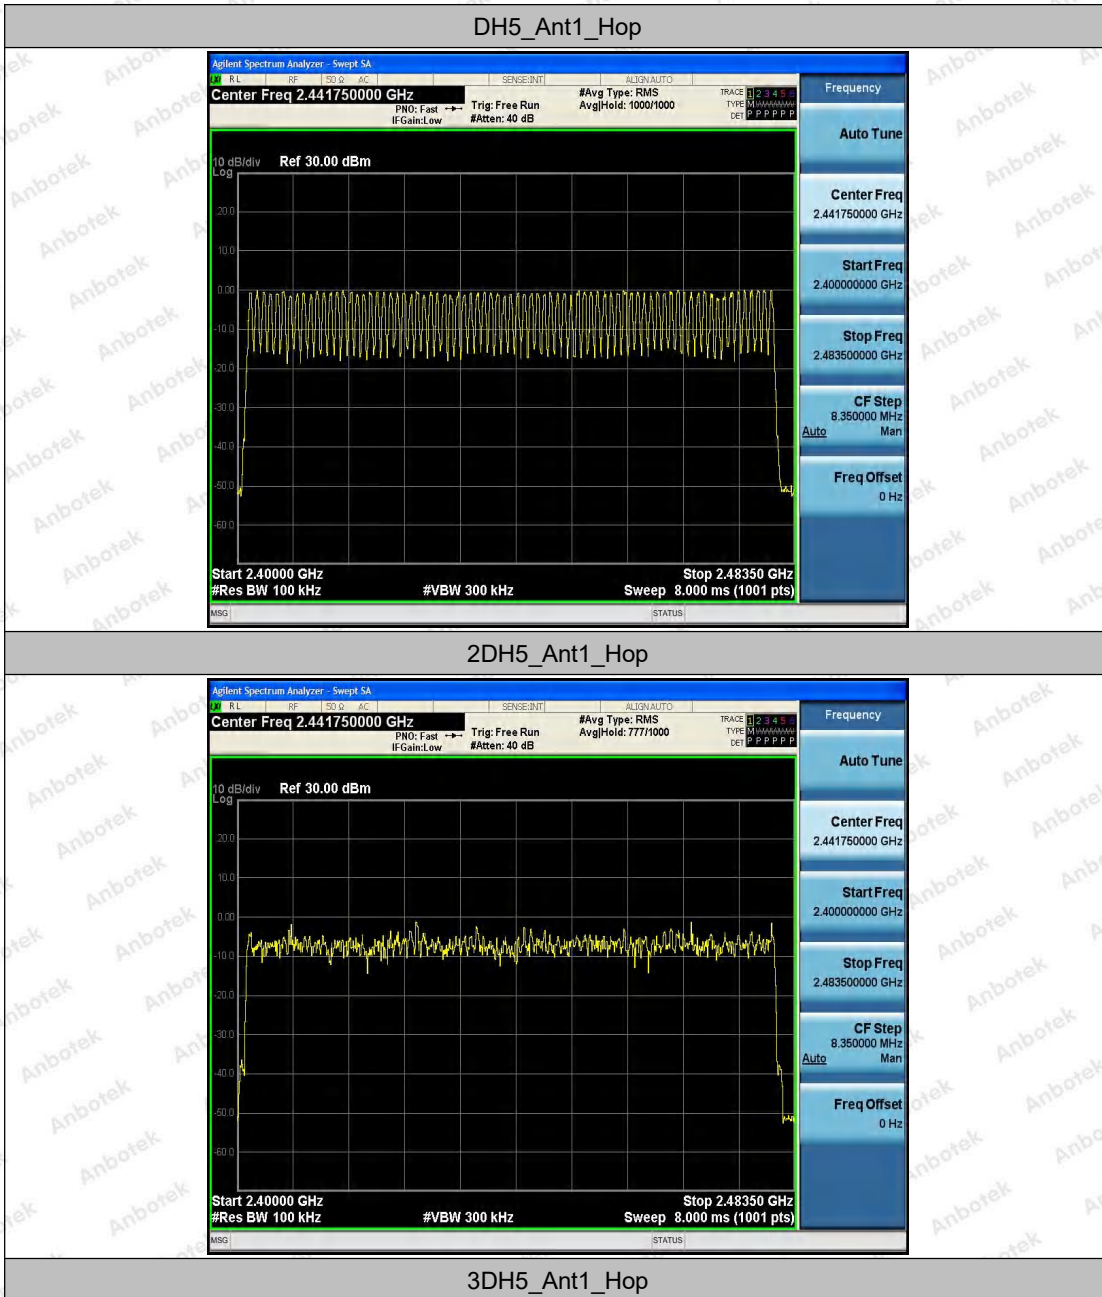 DH5_Ant1_Hop
Agilent Spectrum Analyzer - Swept SA
RL RF 50 Ω AC SENSE:INT ALIGN AUTO
Center Freq 2.441750000 GHz
PNO: Fast
IFGain:Low
Trig: Free Run
#Atten: 40 dB
#Avg Type: RMS
Avg|Hold: 1000/1000
TRACE 1 2 3 4 5 6
TYPE M
DET P P P P P P
Frequency
Auto Tune
10 dB/div
Log
Ref 30.00 dBm
20.0
10.0
0.00
-10.0
-20.0
-30.0
-40.0
-50.0
-60.0
Center Freq
2.441750000 GHz
Start Freq
2.400000000 GHz
Stop Freq
2.483500000 GHz
CF Step
8.350000 MHz
Auto Man
Freq Offset
0 Hz
Start 2.40000 GHz Stop 2.48350 GHz
#Res BW 100 kHz #VBW 300 kHz Sweep 8.000 ms (1001 pts)
MSG STATUS
2DH5_Ant1_Hop
Agilent Spectrum Analyzer - Swept SA
RL RF 50 Ω AC SENSE:INT ALIGN AUTO
Center Freq 2.441750000 GHz
PNO: Fast
IFGain:Low
Trig: Free Run
#Atten: 40 dB
#Avg Type: RMS
Avg|Hold: 777/1000
TRACE 1 2 3 4 5 6
TYPE M
DET P P P P P P
Frequency
Auto Tune
10 dB/div
Log
Ref 30.00 dBm
20.0
10.0
0.00
-10.0
-20.0
-30.0
-40.0
-50.0
-60.0
Center Freq
2.441750000 GHz
Start Freq
2.400000000 GHz
Stop Freq
2.483500000 GHz
CF Step
8.350000 MHz
Auto Man
Freq Offset
0 Hz
Start 2.40000 GHz Stop 2.48350 GHz
#Res BW 100 kHz #VBW 300 kHz Sweep 8.000 ms (1001 pts)
MSG STATUS
3DH5_Ant1_Hop
Anbotek